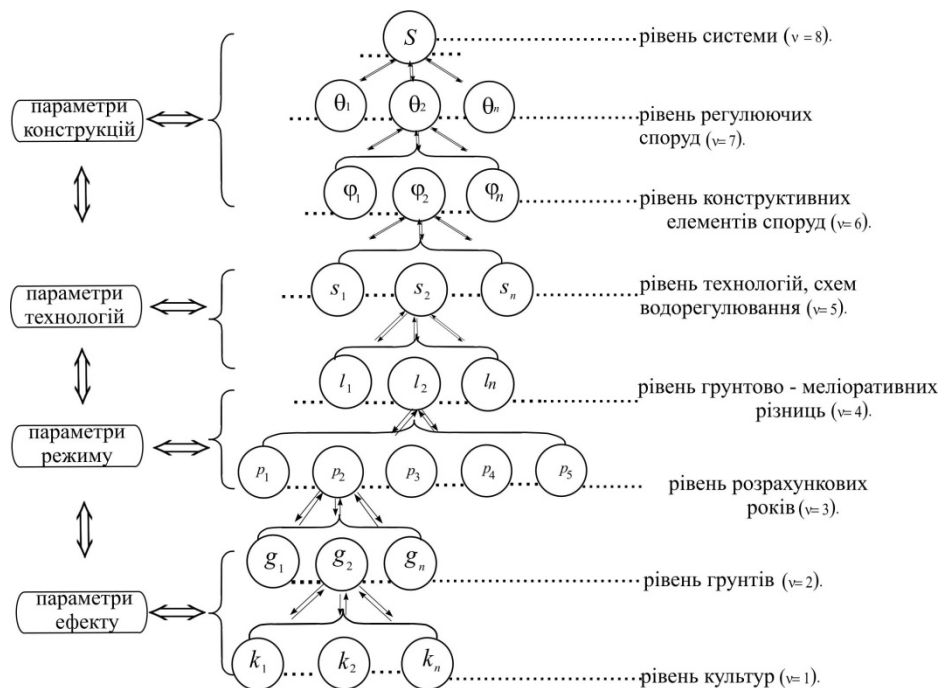 S
рівень системи (ν = 8).
θ1
θ2
θn
параметри
конструкцій
рівень регулюючих
споруд (ν= 7).
φ1
φ2
φn
рівень конструктивних
елементів споруд (ν= 6).
параметри
технологій
s1
s2
sn
рівень технологій, схем
водорегулювання (ν= 5).
l1
l2
ln
рівень грунтово - меліоративних
різниць (ν= 4).
параметри
режиму
p1
p2
p3
p4
p5
рівень розрахункових
років (ν= 3).
g1
g2
gn
рівень грунтів (ν= 2).
параметри
ефекту
k1
k2
kn
рівень культур (ν= 1).